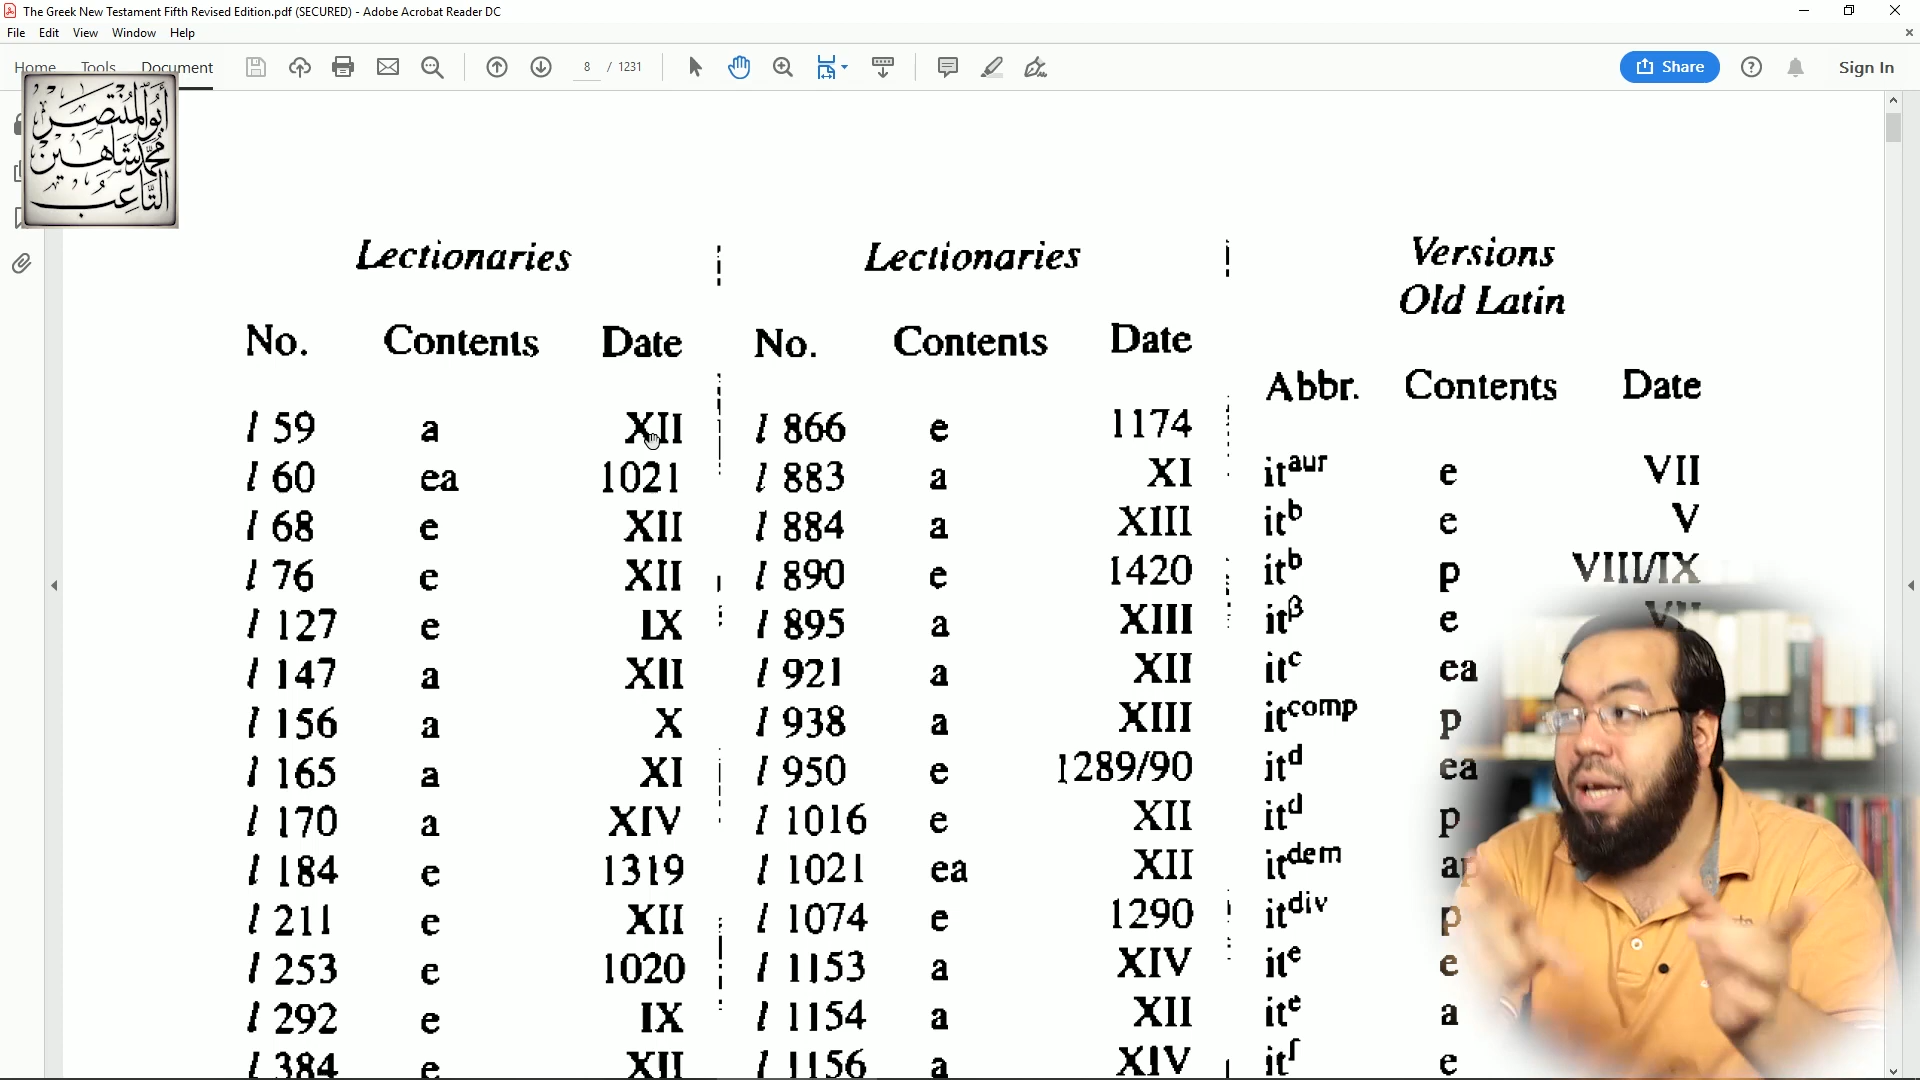 The Greek New Testament Fifth Revised Edition.pdf (SECURED) - Adobe Acrobat Reader DC
File Edit View Window Help
Home Tools Document
8 / 1231
Share
Sign In
أبو المنتصر
محمد شاهين
التاعب
Lectionaries
No. Contents Date
l 59 a XII
l 60 ea 1021
l 68 e XII
l 76 e XII
l 127 e IX
l 147 a XII
l 156 a X
l 165 a XI
l 170 a XIV
l 184 e 1319
l 211 e XII
l 253 e 1020
l 292 e IX
l 384 e XII
Lectionaries
No. Contents Date
l 866 e 1174
l 883 a XI
l 884 a XIII
l 890 e 1420
l 895 a XIII
l 921 a XII
l 938 a XIII
l 950 e 1289/90
l 1016 e XII
l 1021 ea XII
l 1074 e 1290
l 1153 a XIV
l 1154 a XII
l 1156 a XIV
Versions
Old Latin
Abbr. Contents Date
it^aur e VII
it^b e V
it^b p VIII/IX
it^β e VII
it^c ea
it^comp p
it^d ea
it^d p
it^dem
it^div p
it^e e
it^e a
it^f e